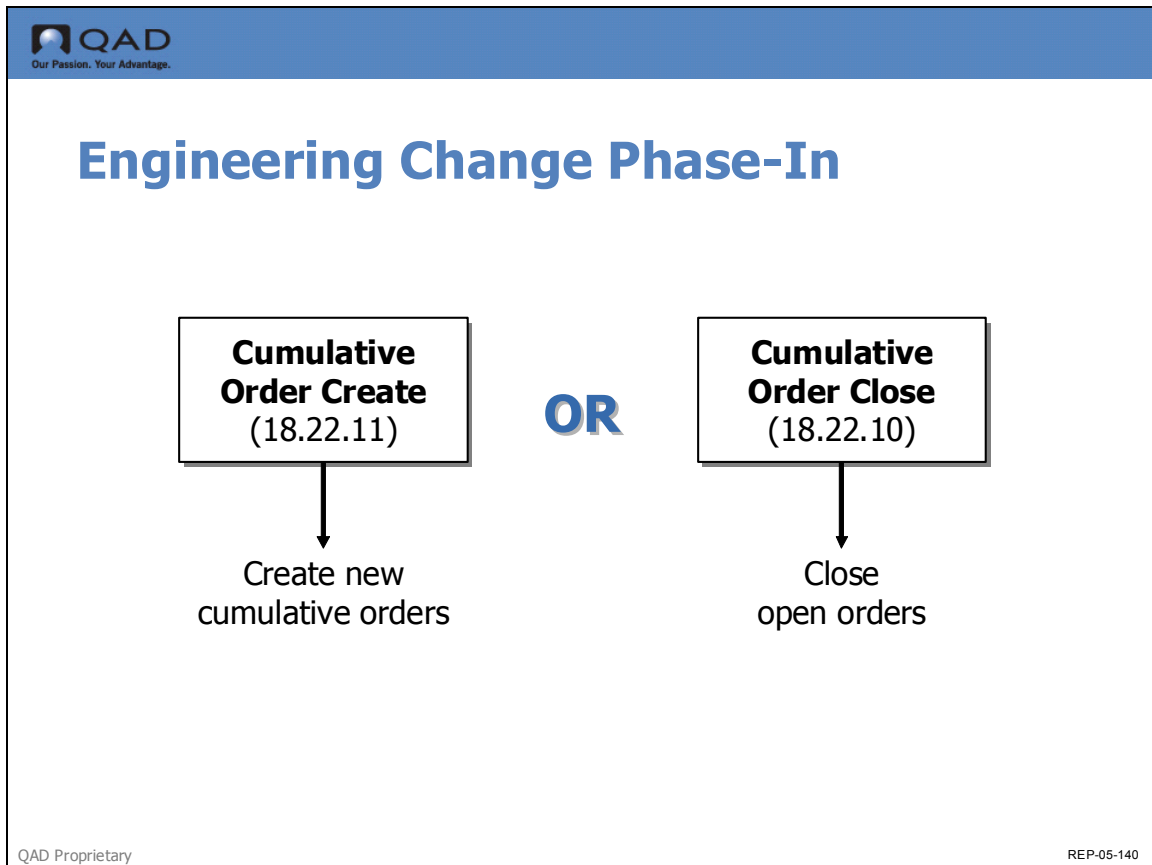 QAD
Our Passion. Your Advantage.
Engineering Change Phase-In
Cumulative
Order Create
(18.22.11)
OR
Cumulative
Order Close
(18.22.10)
Create new
cumulative orders
Close
open orders
QAD Proprietary
REP-05-140